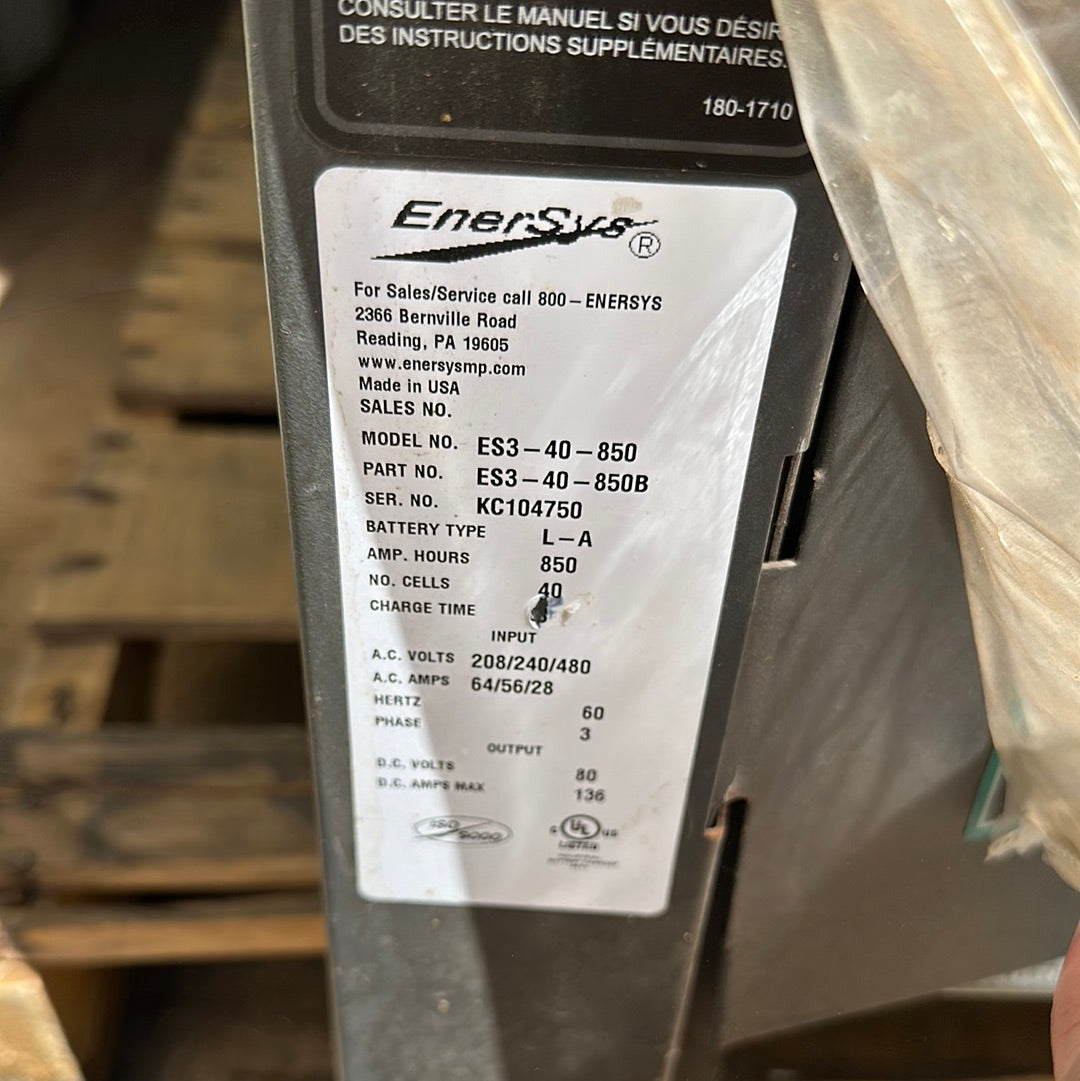 CONSULTER LE MANUEL SI VOUS DÉSIR
DES INSTRUCTIONS SUPPLÉMENTAIRES.
180-1710
EnerSys®
For Sales/Service call 800-ENERSYS
2366 Bernville Road
Reading, PA 19605
www.enersysmp.com
Made in USA
SALES NO.
MODEL NO. ES3-40-850
PART NO. ES3-40-850B
SER. NO. KC104750
BATTERY TYPE L-A
AMP. HOURS 850
NO. CELLS 40
CHARGE TIME
INPUT
A.C. VOLTS 208/240/480
A.C. AMPS 64/56/28
HERTZ 60
PHASE 3
OUTPUT
D.C. VOLTS 80
D.C. AMPS MAX 136
ISO 9000
c UL us
LISTED